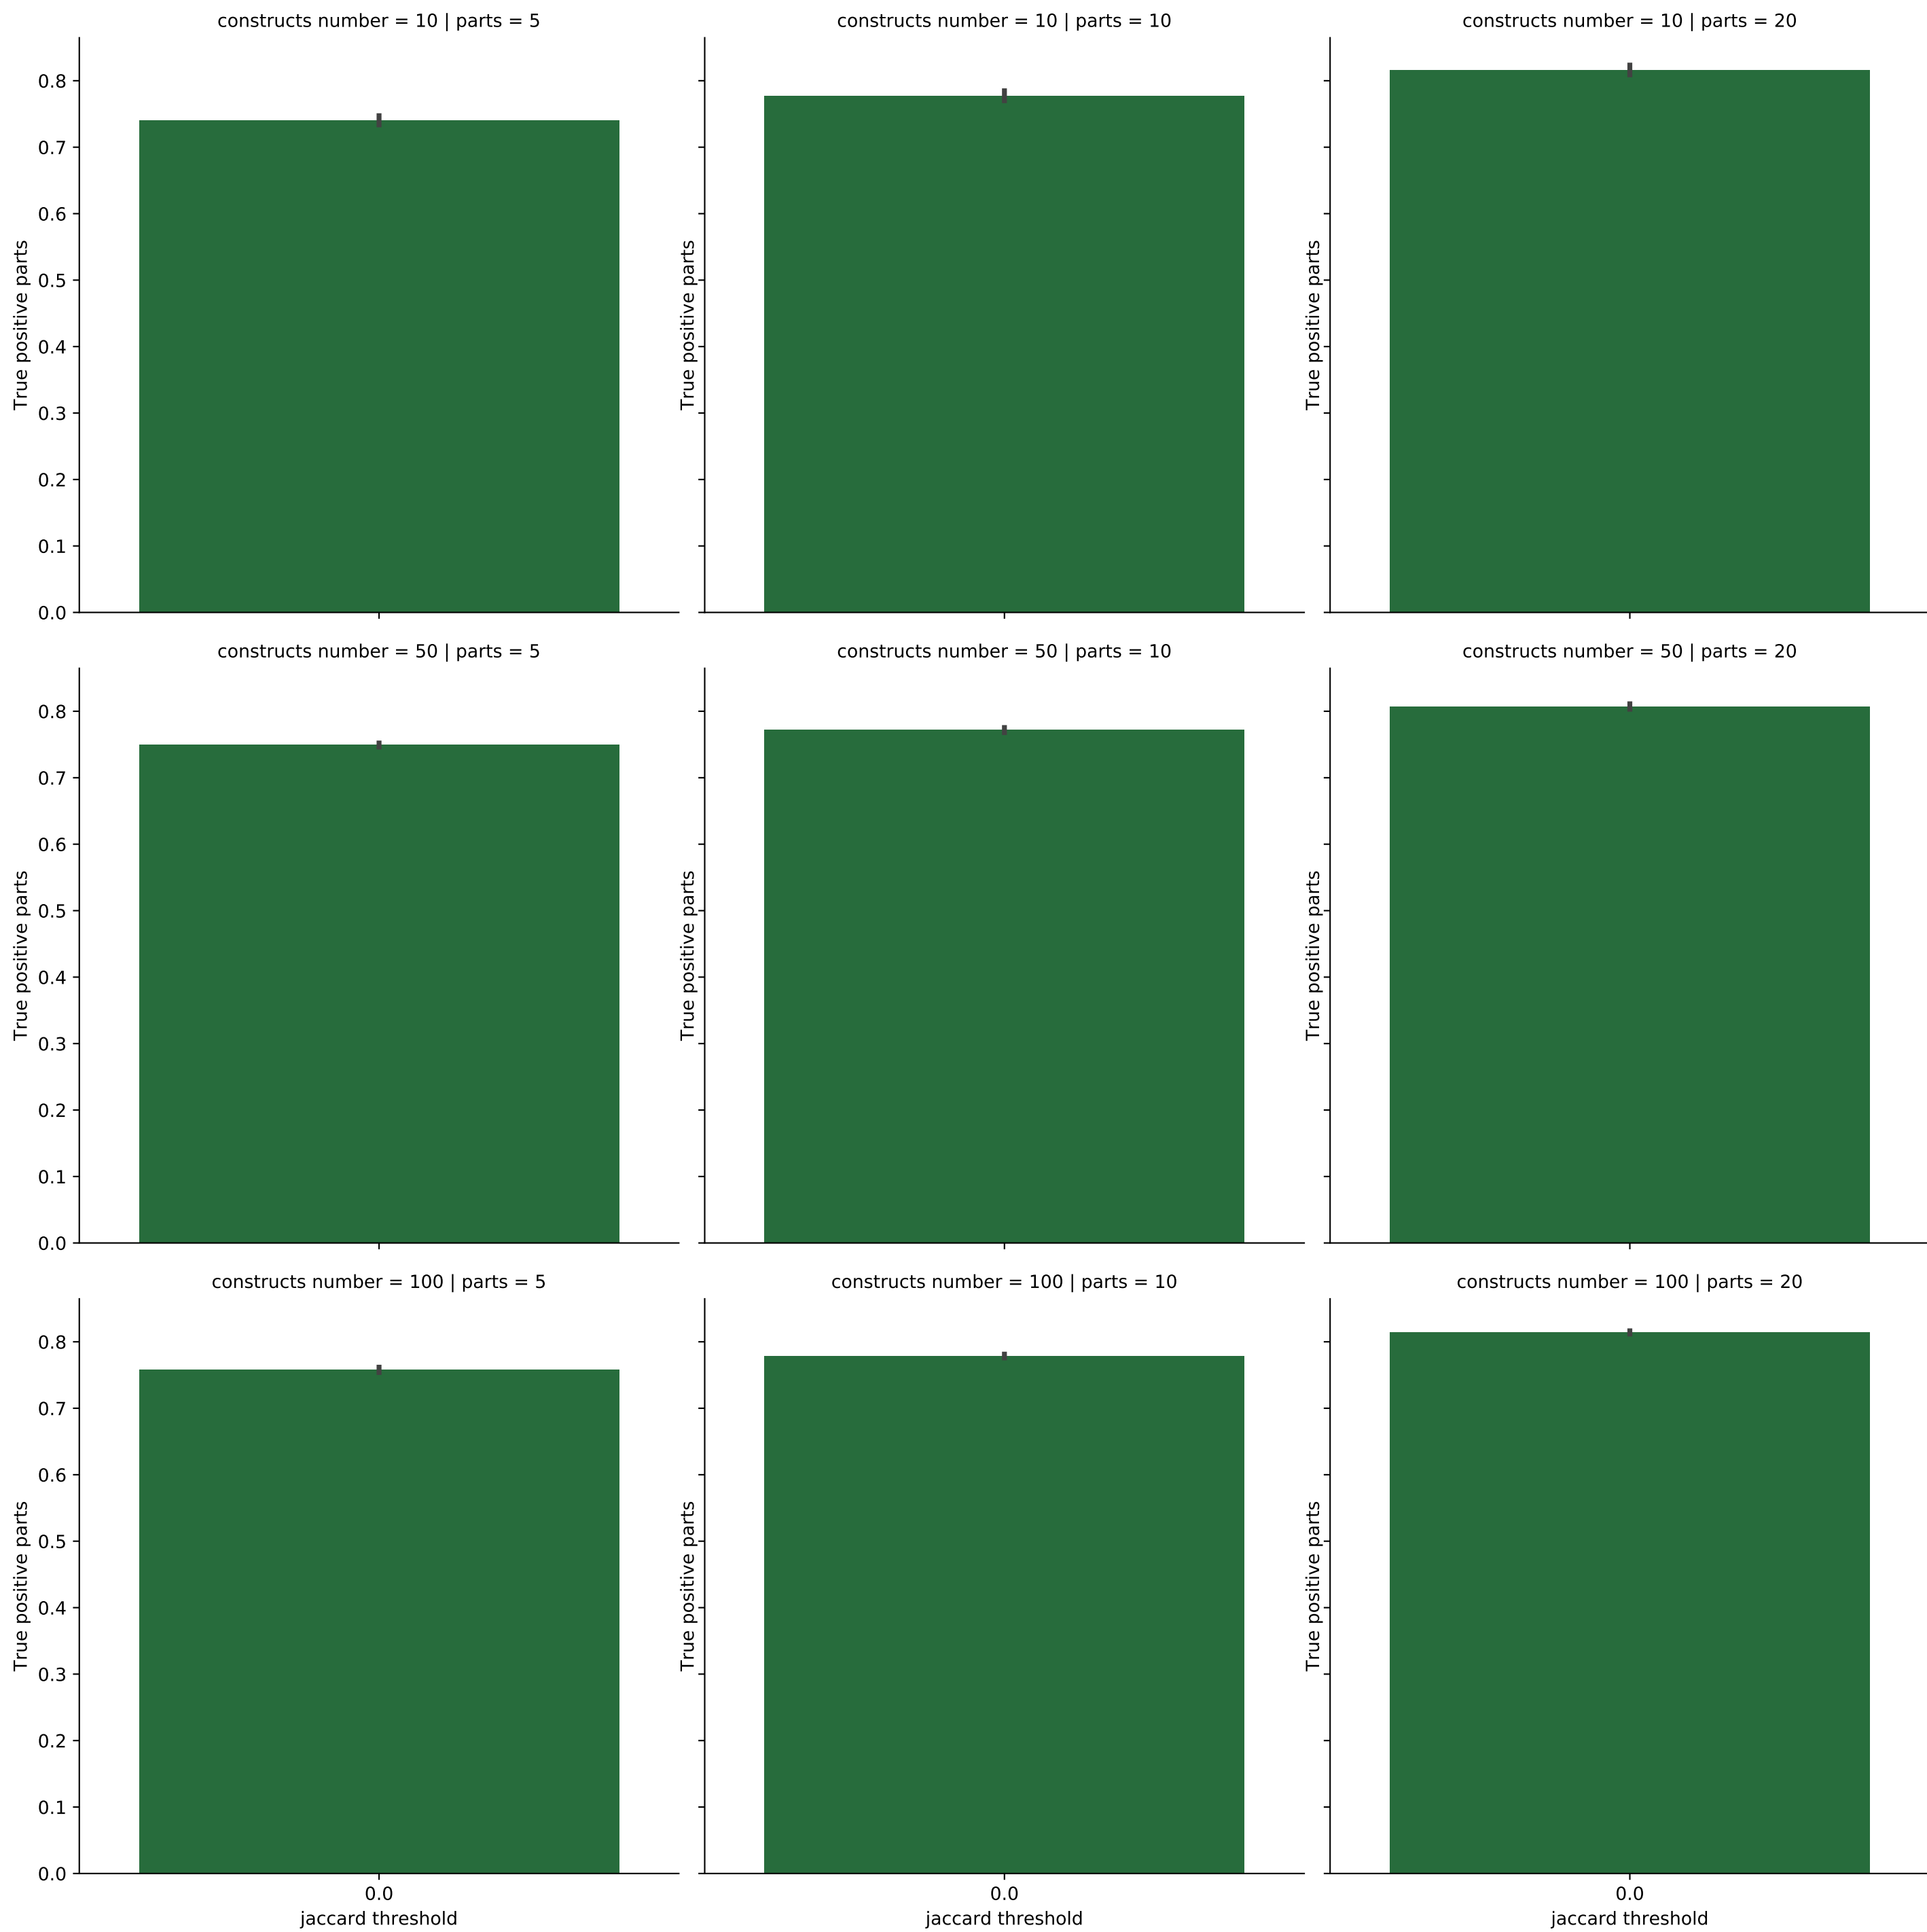 constructs number = 10 | parts = 5
constructs number = 10 | parts = 10
constructs number = 10 | parts = 20
True positive parts
0.8
0.7
0.6
0.5
0.4
0.3
0.2
0.1
0.0
True positive parts
True positive parts
constructs number = 50 | parts = 5
constructs number = 50 | parts = 10
constructs number = 50 | parts = 20
True positive parts
0.8
0.7
0.6
0.5
0.4
0.3
0.2
0.1
0.0
True positive parts
True positive parts
constructs number = 100 | parts = 5
constructs number = 100 | parts = 10
constructs number = 100 | parts = 20
True positive parts
0.8
0.7
0.6
0.5
0.4
0.3
0.2
0.1
0.0
True positive parts
True positive parts
0.0
0.0
0.0
jaccard threshold
jaccard threshold
jaccard threshold